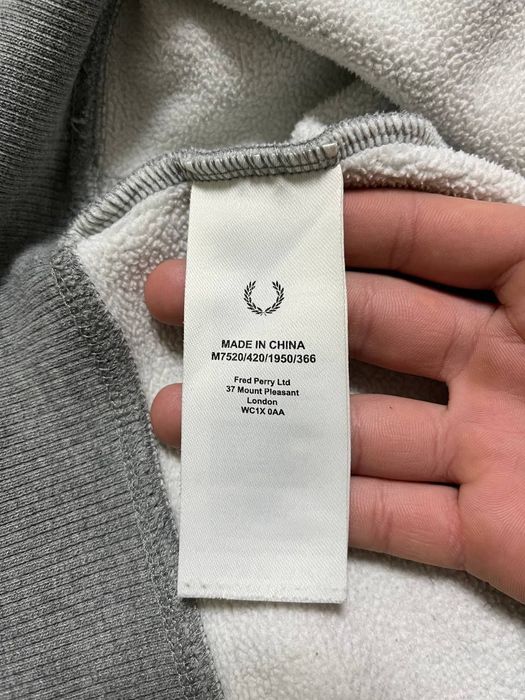 MADE IN CHINA
M7520/420/1950/366
Fred Perry Ltd
37 Mount Pleasant
London
WC1X 0AA